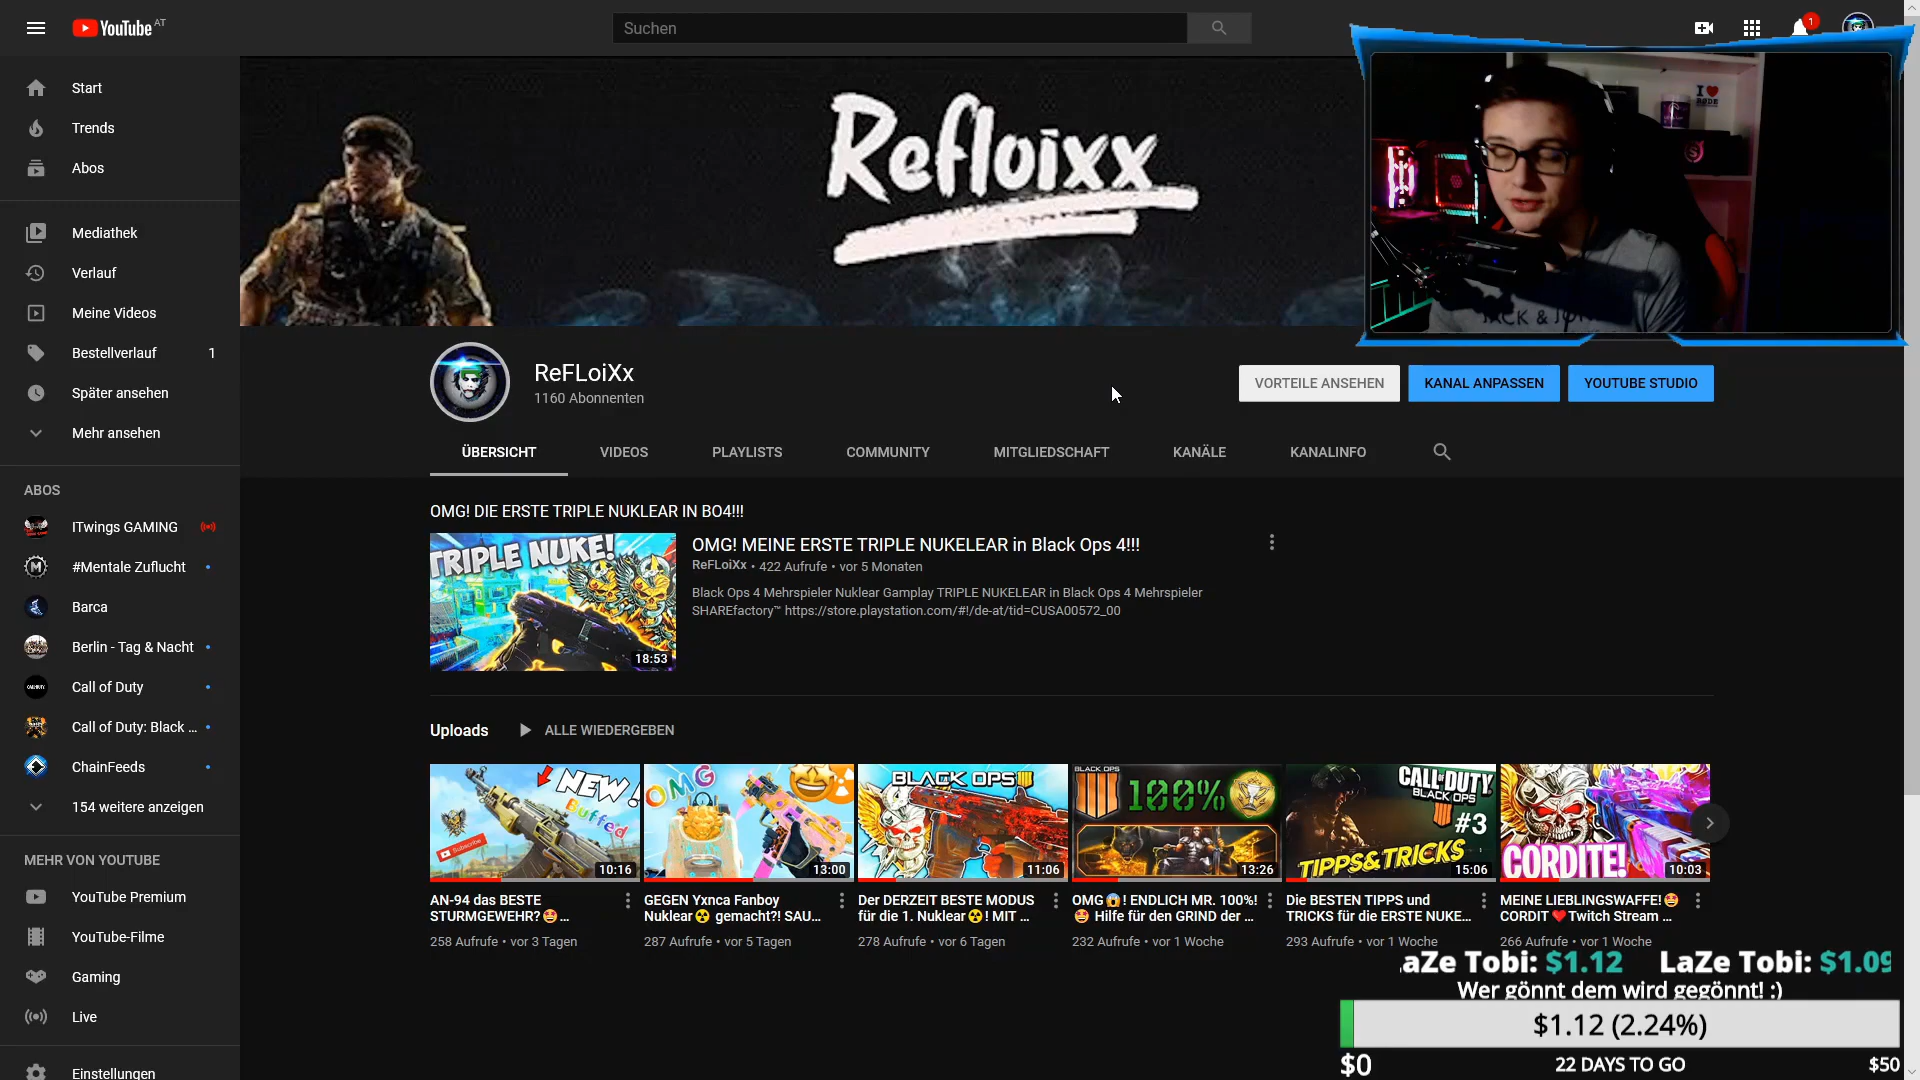 YouTube AT
Suchen
1
Start
Trends
Abos
Mediathek
Verlauf
Meine Videos
Bestellverlauf 1
Später ansehen
Mehr ansehen
ABOS
ITwings GAMING
#Mentale Zuflucht
Barca
Berlin - Tag & Nacht
Call of Duty
Call of Duty: Black ...
ChainFeeds
154 weitere anzeigen
MEHR VON YOUTUBE
YouTube Premium
YouTube-Filme
Gaming
Live
Einstellungen
Refloixx
I ❤ RØDE
JACK & JON
ReFLoiXx
1160 Abonnenten
VORTEILE ANSEHEN
KANAL ANPASSEN
YOUTUBE STUDIO
ÜBERSICHT
VIDEOS
PLAYLISTS
COMMUNITY
MITGLIEDSCHAFT
KANÄLE
KANALINFO
OMG! DIE ERSTE TRIPLE NUKLEAR IN BO4!!!
TRIPLE NUKE!
18:53
OMG! MEINE ERSTE TRIPLE NUKELEAR in Black Ops 4!!!
ReFLoiXx • 422 Aufrufe • vor 5 Monaten
Black Ops 4 Mehrspieler Nuklear Gamplay TRIPLE NUKELEAR in Black Ops 4 Mehrspieler
SHAREfactory™ https://store.playstation.com/#!/de-at/tid=CUSA00572_00
Uploads
ALLE WIEDERGEBEN
NEW!
Buffed
Subscribe
10:16
AN-94 das BESTE
STURMGEWEHR?🤩...
258 Aufrufe • vor 3 Tagen
OMG
13:00
GEGEN Yxnca Fanboy
Nuklear☢ gemacht?! SAU...
287 Aufrufe • vor 5 Tagen
BLACK OPS IIII
11:06
Der DERZEIT BESTE MODUS
für die 1. Nuklear☢! MIT ...
278 Aufrufe • vor 6 Tagen
BLACK OPS
IIII
100%
13:26
OMG😱! ENDLICH MR. 100%!
🤩 Hilfe für den GRIND der ...
232 Aufrufe • vor 1 Woche
CALL OF DUTY
BLACK OPS
IIII
#3
TIPPS&TRICKS
15:06
Die BESTEN TIPPS und
TRICKS für die ERSTE NUKE...
293 Aufrufe • vor 1 Woche
CORDITE!
10:03
MEINE LIEBLINGSWAFFE!🤩
CORDIT❤️Twitch Stream ...
266 Aufrufe • vor 1 Woche
aZe Tobi: $1.12 LaZe Tobi: $1.09
Wer gönnt dem wird gegönnt! :)
$1.12 (2.24%)
$0
22 DAYS TO GO
$50